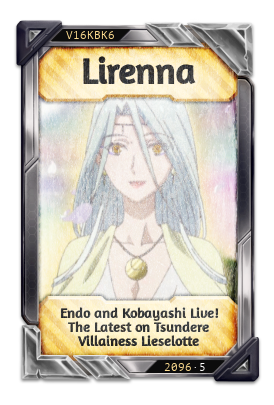 V16KBK6
Lirenna
Endo and Kobayashi Live!
The Latest on Tsundere
Villainess Lieselotte
2096·5